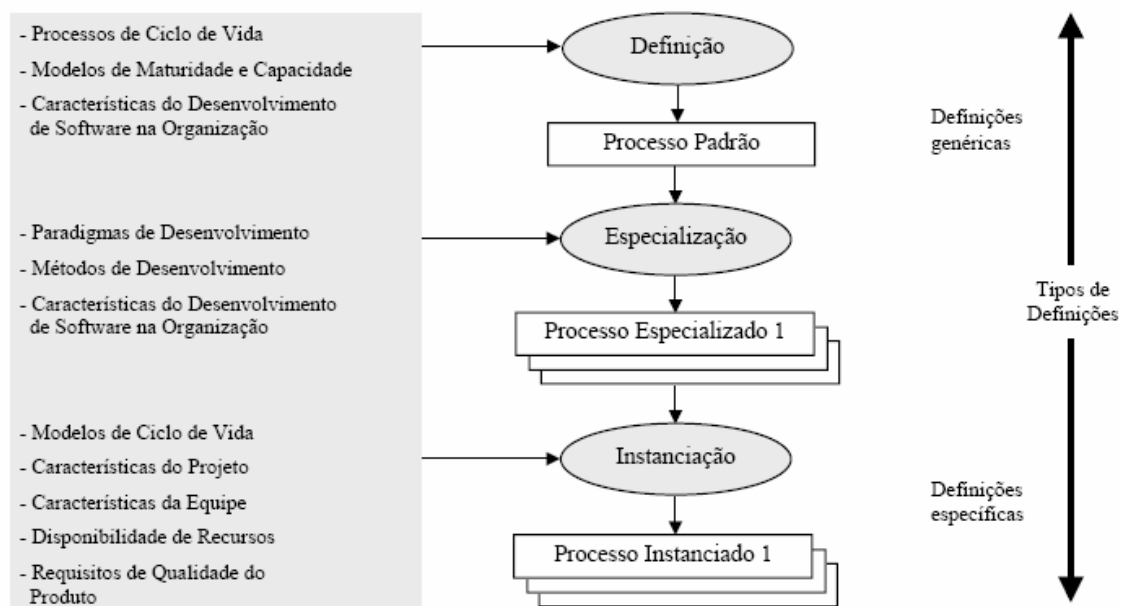 - Processos de Ciclo de Vida
- Modelos de Maturidade e Capacidade
- Características do Desenvolvimento
de Software na Organização
Definição
Processo Padrão
Definições
genéricas
- Paradigmas de Desenvolvimento
- Métodos de Desenvolvimento
- Características do Desenvolvimento
de Software na Organização
Especialização
Processo Especializado 1
Tipos de
Definições
- Modelos de Ciclo de Vida
- Características do Projeto
- Características da Equipe
- Disponibilidade de Recursos
- Requisitos de Qualidade do
Produto
Instanciação
Processo Instanciado 1
Definições
específicas